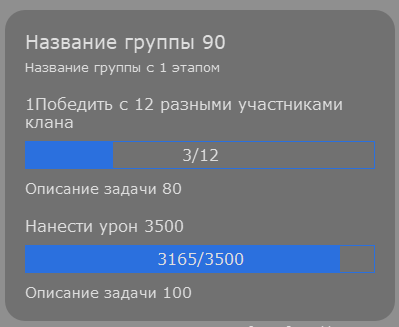 Название группы 90
Название группы с 1 этапом
1Победить с 12 разными участниками
клана
3/12
Описание задачи 80
Нанести урон 3500
3165/3500
Описание задачи 100